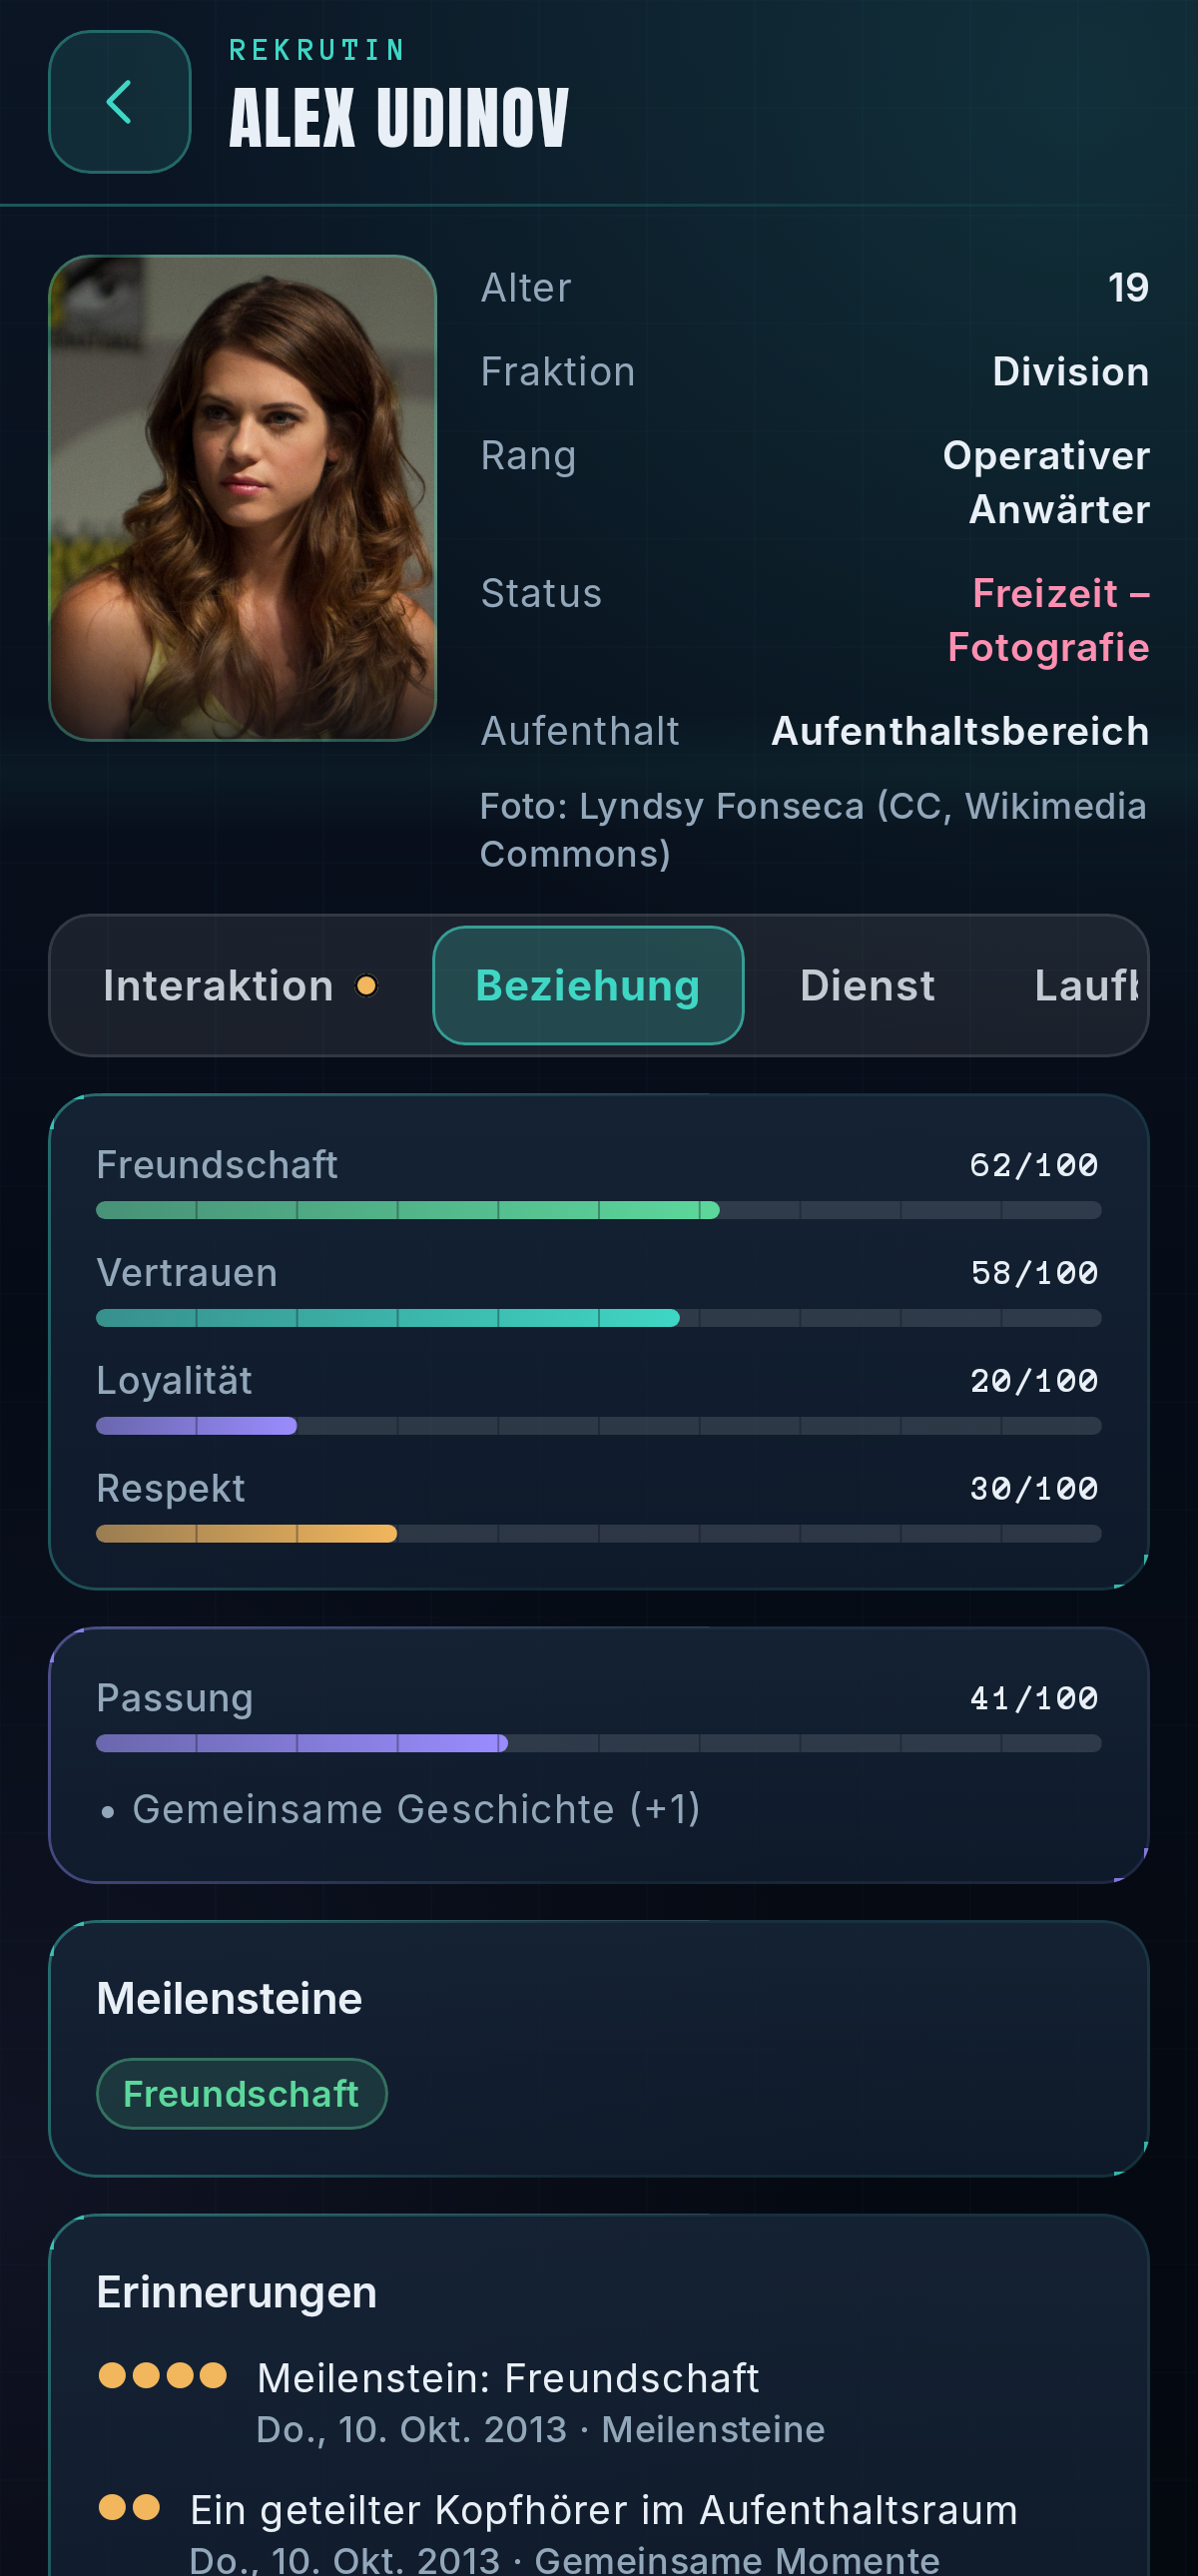 REKRUTIN
ALEX UDINOV
Alter 19
Fraktion Division
Rang Operativer
Anwärter
Status Freizeit –
Fotografie
Aufenthalt Aufenthaltsbereich
Foto: Lyndsy Fonseca (CC, Wikimedia
Commons)
Interaktion Beziehung Dienst Laufb
Freundschaft 62/100
Vertrauen 58/100
Loyalität 20/100
Respekt 30/100
Passung 41/100
• Gemeinsame Geschichte (+1)
Meilensteine
Freundschaft
Erinnerungen
Meilenstein: Freundschaft
Do., 10. Okt. 2013 · Meilensteine
Ein geteilter Kopfhörer im Aufenthaltsraum
Do., 10. Okt. 2013 · Gemeinsame Momente